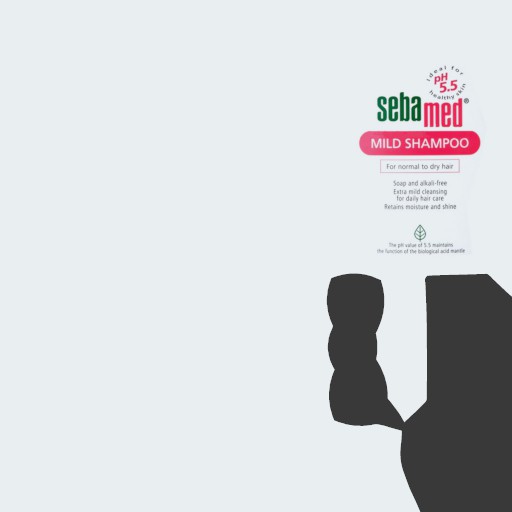 ideal for
pH
5.5
healthy skin
sebamed®
MILD SHAMPOO
For normal to dry hair
Soap and alkali-free
Extra mild cleansing
for daily hair care
Retains moisture and shine
The pH value of 5.5 maintains
the function of the biological acid mantle